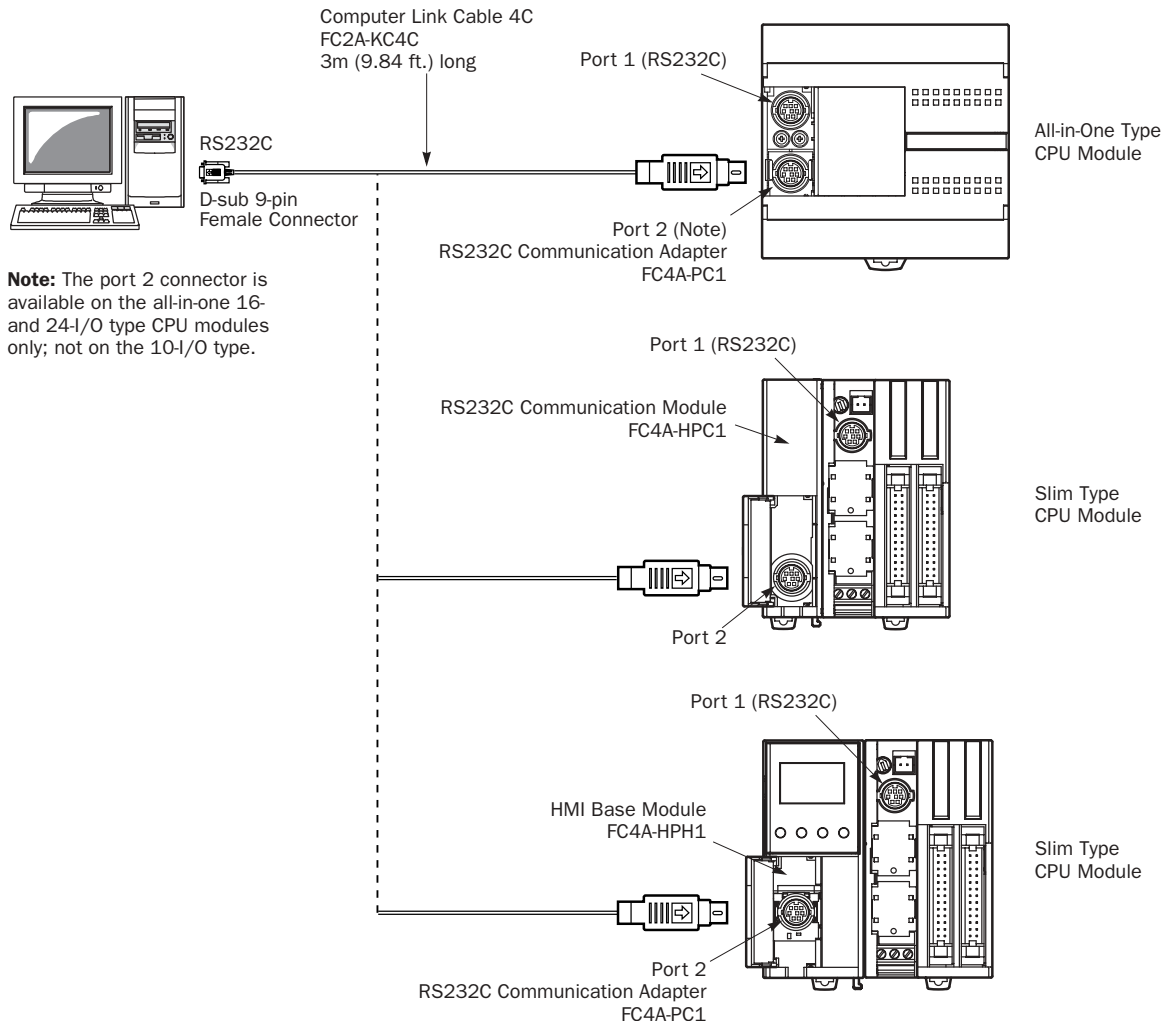 Computer Link Cable 4C
FC2A-KC4C
3m (9.84 ft.) long
Port 1 (RS232C)
RS232C
D-sub 9-pin
Female Connector
All-in-One Type
CPU Module
Port 2 (Note)
RS232C Communication Adapter
FC4A-PC1
Note: The port 2 connector is
available on the all-in-one 16-
and 24-I/O type CPU modules
only; not on the 10-I/O type.
Port 1 (RS232C)
RS232C Communication Module
FC4A-HPC1
Slim Type
CPU Module
Port 2
Port 1 (RS232C)
HMI Base Module
FC4A-HPH1
Slim Type
CPU Module
Port 2
RS232C Communication Adapter
FC4A-PC1